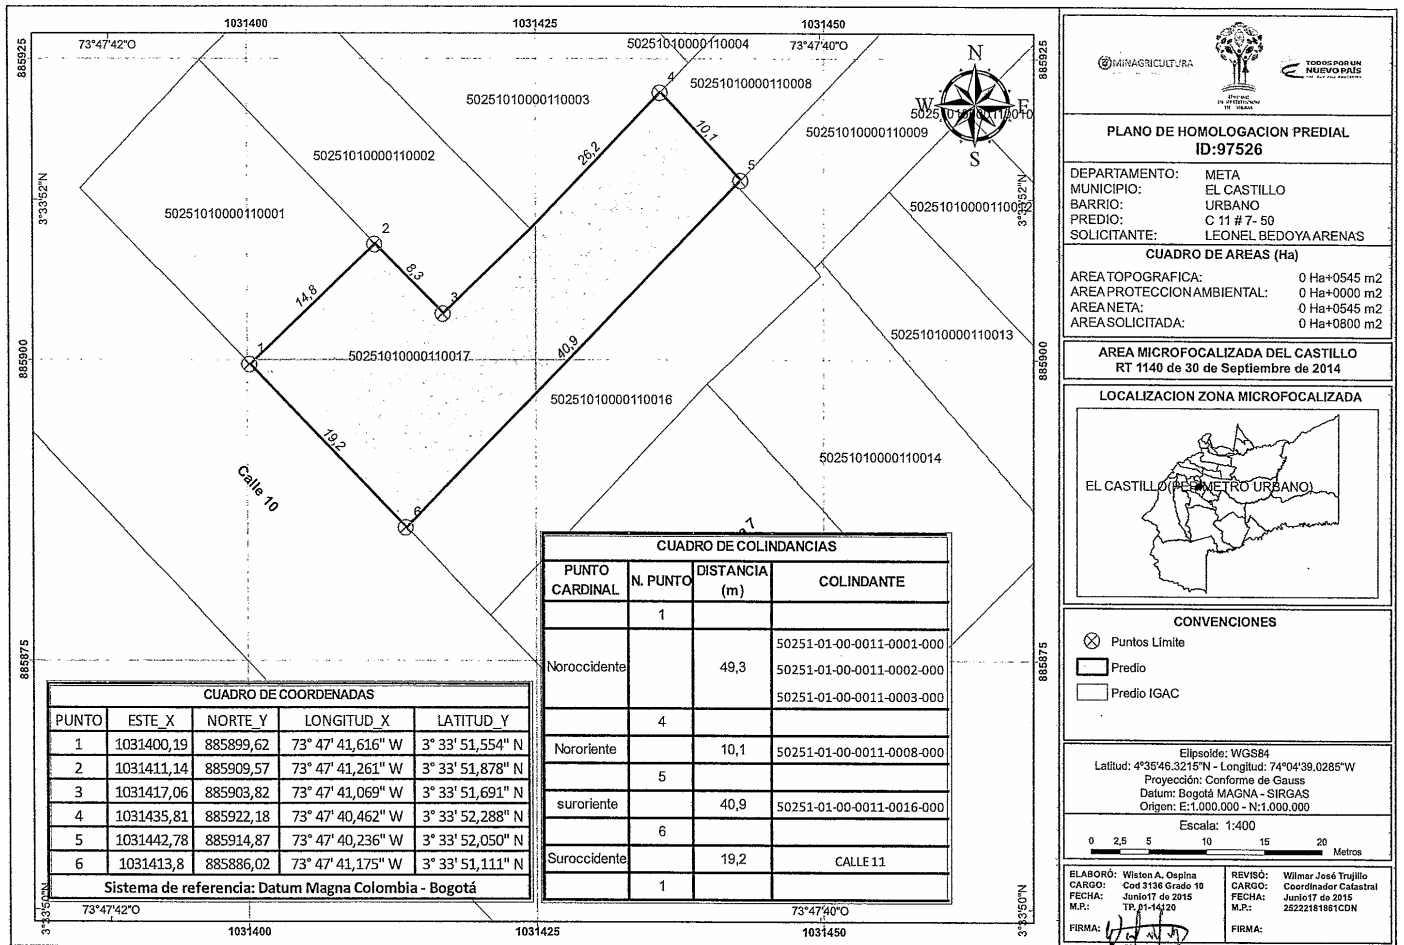 1031400
1031425
1031450
73°47'42"O
73°47'40"O
885925
885925
3°33'52"N
3°33'52"N
885900
885900
885875
885875
3°33'50"N
3°33'50"N
N
W
E
S
50251010000110004
50251010000110008
50251010000110003
50251010000110010
50251010000110009
50251010000110002
50251010000110012
50251010000110001
50251010000110013
50251010000110017
50251010000110016
50251010000110014
4
10,1
5
26,2
2
8,3
3
14,8
1
40,9
19,2
6
Calle 10
CUADRO DE COLINDANCIAS
PUNTO CARDINAL N. PUNTO DISTANCIA (m) COLINDANTE
1
Noroccidente 49,3 50251-01-00-0011-0001-000
50251-01-00-0011-0002-000
50251-01-00-0011-0003-000
4
Nororiente 10,1 50251-01-00-0011-0008-000
5
suroriente 40,9 50251-01-00-0011-0016-000
6
Suroccidente 19,2 CALLE 11
1
CUADRO DE COORDENADAS
PUNTO ESTE_X NORTE_Y LONGITUD_X LATITUD_Y
1 1031400,19 885899,62 73° 47' 41,616" W 3° 33' 51,554" N
2 1031411,14 885909,57 73° 47' 41,261" W 3° 33' 51,878" N
3 1031417,06 885903,82 73° 47' 41,069" W 3° 33' 51,691" N
4 1031435,81 885922,18 73° 47' 40,462" W 3° 33' 52,288" N
5 1031442,78 885914,87 73° 47' 40,236" W 3° 33' 52,050" N
6 1031413,8 885886,02 73° 47' 41,175" W 3° 33' 51,111" N
Sistema de referencia: Datum Magna Colombia - Bogotá
73°47'42"O
73°47'40"O
1031400
1031425
1031450
MINAGRICULTURA
TODOS POR UN
NUEVO PAÍS
PLANO DE HOMOLOGACION PREDIAL
ID:97526
DEPARTAMENTO: META
MUNICIPIO: EL CASTILLO
BARRIO: URBANO
PREDIO: C 11 # 7- 50
SOLICITANTE: LEONEL BEDOYA ARENAS
CUADRO DE AREAS (Ha)
AREA TOPOGRAFICA: 0 Ha+0545 m2
AREA PROTECCION AMBIENTAL: 0 Ha+0000 m2
AREA NETA: 0 Ha+0545 m2
AREA SOLICITADA: 0 Ha+0800 m2
AREA MICROFOCALIZADA DEL CASTILLO
RT 1140 de 30 de Septiembre de 2014
LOCALIZACION ZONA MICROFOCALIZADA
EL CASTILLO(PERIMETRO URBANO)
CONVENCIONES
Puntos Límite
Predio
Predio IGAC
Elipsoide: WGS84
Latitud: 4°35'46.3215"N - Longitud: 74°04'39.0285"W
Proyección: Conforme de Gauss
Datum: Bogotá MAGNA - SIRGAS
Origen: E:1.000.000 - N:1.000.000
Escala: 1:400
0 2,5 5 10 15 20
Metros
ELABORÓ: Wiston A. Ospina
CARGO: Cod 3136 Grado 10
FECHA: Junio17 de 2015
M.P.: TP. 01-14120
FIRMA:
REVISÓ: Wilmar José Trujillo
CARGO: Coordinador Catastral
FECHA: Junio17 de 2015
M.P.: 25222181861CDN
FIRMA: